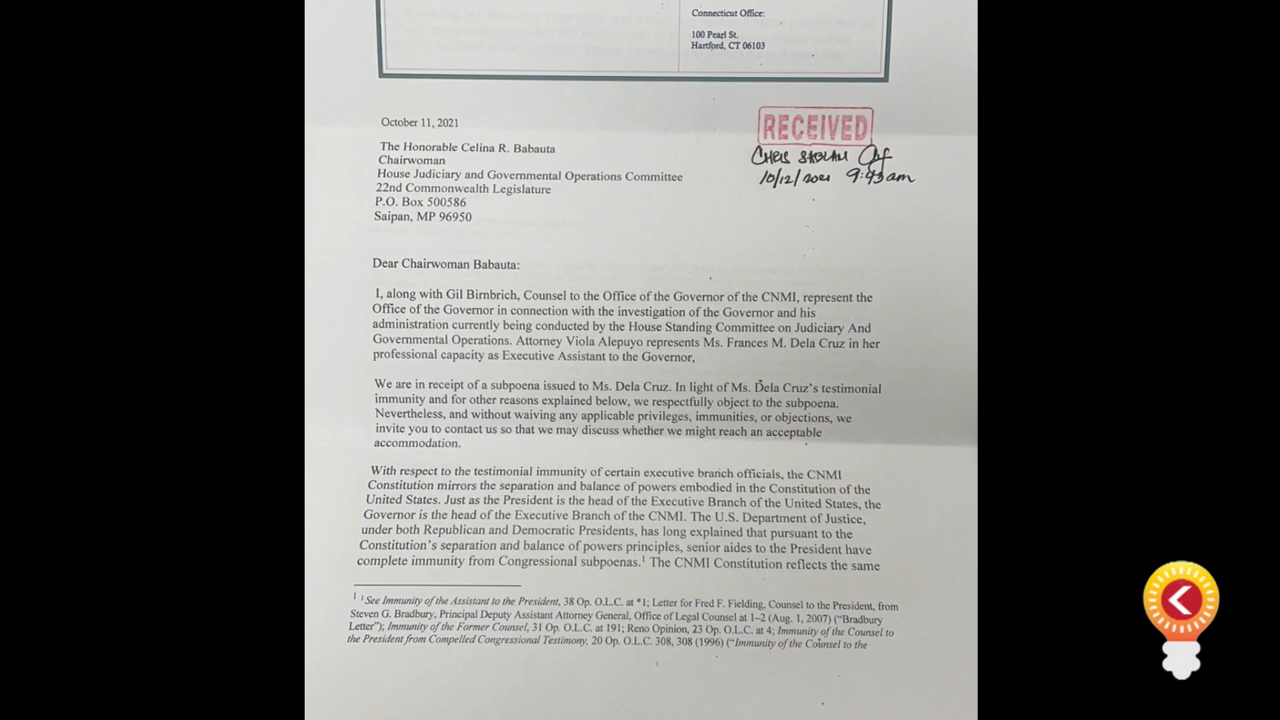 Connecticut Office:
100 Pearl St.
Hartford, CT 06103
October 11, 2021
RECEIVED
10/12/2021 9:43am
The Honorable Celina R. Babauta
Chairwoman
House Judiciary and Governmental Operations Committee
22nd Commonwealth Legislature
P.O. Box 500586
Saipan, MP 96950
Dear Chairwoman Babauta:
I, along with Gil Birnbrich, Counsel to the Office of the Governor of the CNMI, represent the
Office of the Governor in connection with the investigation of the Governor and his
administration currently being conducted by the House Standing Committee on Judiciary And
Governmental Operations. Attorney Viola Alepuyo represents Ms. Frances M. Dela Cruz in her
professional capacity as Executive Assistant to the Governor,
We are in receipt of a subpoena issued to Ms. Dela Cruz. In light of Ms. Dela Cruz's testimonial
immunity and for other reasons explained below, we respectfully object to the subpoena.
Nevertheless, and without waiving any applicable privileges, immunities, or objections, we
invite you to contact us so that we may discuss whether we might reach an acceptable
accommodation.
With respect to the testimonial immunity of certain executive branch officials, the CNMI
Constitution mirrors the separation and balance of powers embodied in the Constitution of the
United States. Just as the President is the head of the Executive Branch of the United States, the
Governor is the head of the Executive Branch of the CNMI. The U.S. Department of Justice,
under both Republican and Democratic Presidents, has long explained that pursuant to the
Constitution's separation and balance of powers principles, senior aides to the President have
complete immunity from Congressional subpoenas.¹ The CNMI Constitution reflects the same
1 ¹ See Immunity of the Assistant to the President, 38 Op. O.L.C. at *1; Letter for Fred F. Fielding, Counsel to the President, from
Steven G. Bradbury, Principal Deputy Assistant Attorney General, Office of Legal Counsel at 1–2 (Aug. 1, 2007) ("Bradbury
Letter"); Immunity of the Former Counsel, 31 Op. O.L.C. at 191; Reno Opinion, 23 Op. O.L.C. at 4; Immunity of the Counsel to
the President from Compelled Congressional Testimony, 20 Op. O.L.C. 308, 308 (1996) ("Immunity of the Counsel to the